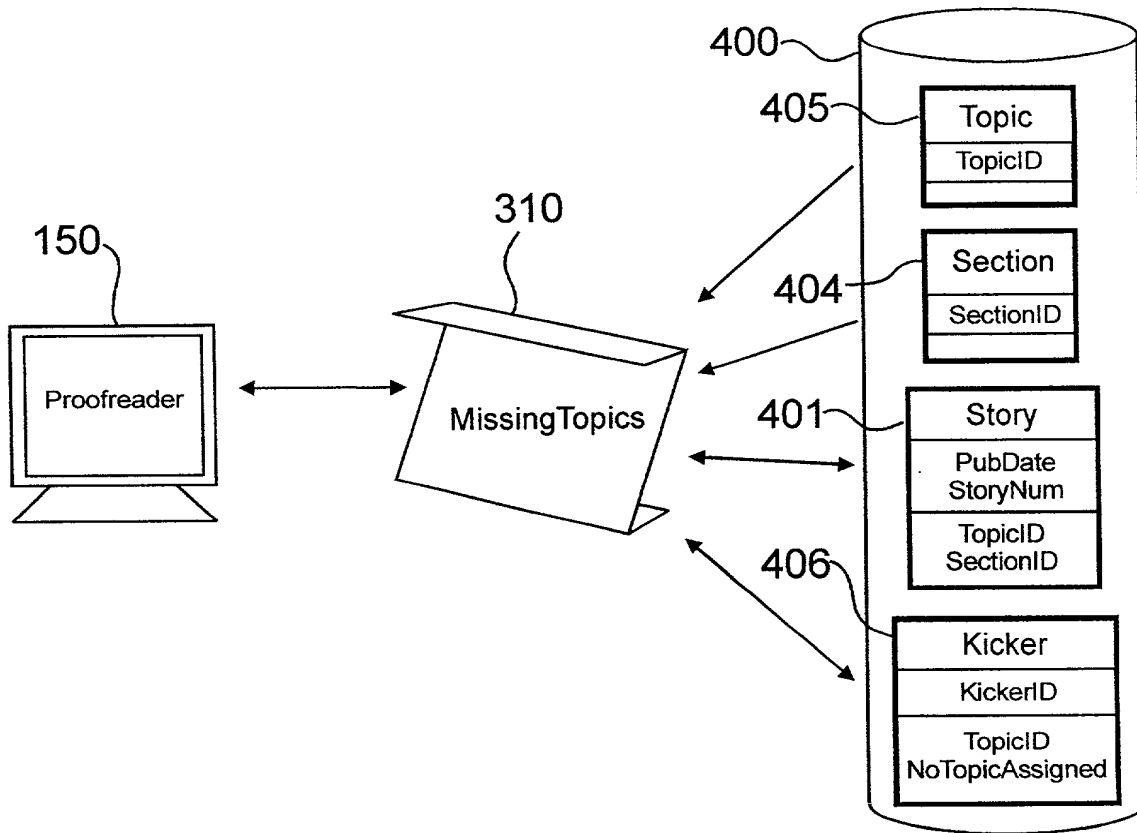 400
405
Topic
TopicID
310
150
404
Section
SectionID
Proofreader
MissingTopics
401
Story
PubDate
StoryNum
TopicID
SectionID
406
Kicker
KickerID
TopicID
NoTopicAssigned